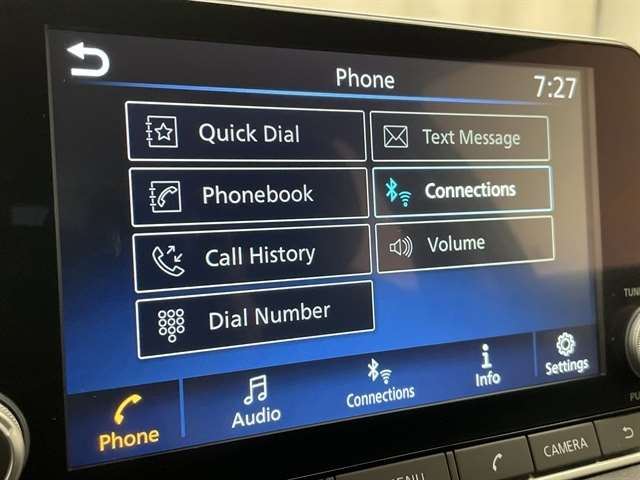 Phone
7:27
Quick Dial
Text Message
Phonebook
Connections
Call History
Volume
Dial Number
Phone
Audio
Connections
Info
Settings
CAMERA